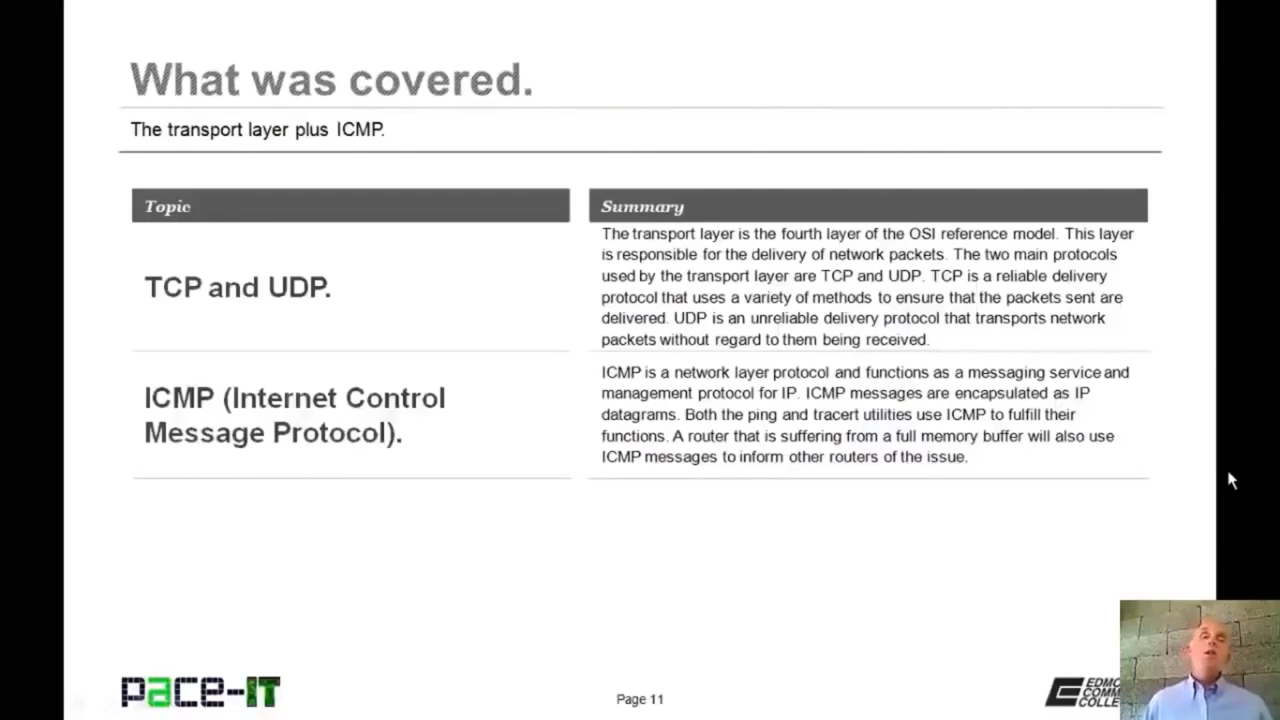 What was covered.
The transport layer plus ICMP.
Topic
Summary
TCP and UDP.
The transport layer is the fourth layer of the OSI reference model. This layer
is responsible for the delivery of network packets. The two main protocols
used by the transport layer are TCP and UDP. TCP is a reliable delivery
protocol that uses a variety of methods to ensure that the packets sent are
delivered. UDP is an unreliable delivery protocol that transports network
packets without regard to them being received.
ICMP (Internet Control
Message Protocol).
ICMP is a network layer protocol and functions as a messaging service and
management protocol for IP. ICMP messages are encapsulated as IP
datagrams. Both the ping and tracert utilities use ICMP to fulfill their
functions. A router that is suffering from a full memory buffer will also use
ICMP messages to inform other routers of the issue.
pace-IT
Page 11
EDMO
COMM
COLLE